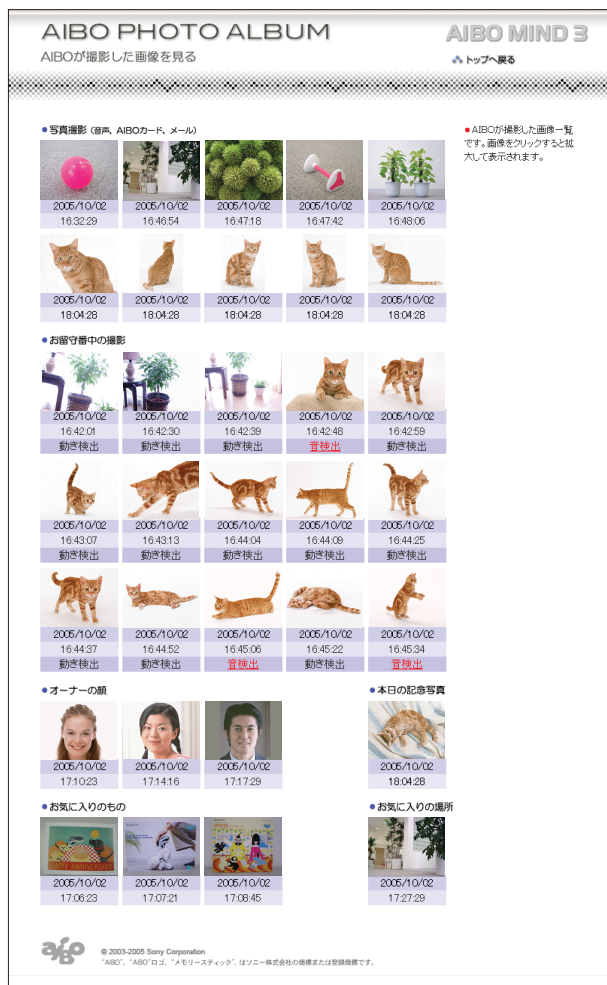 AIBO PHOTO ALBUM
AIBO MIND 3
AIBOが撮影した画像を見る
トップへ戻る
写真撮影（音声、AIBOカード、メール）
●AIBOが撮影した画像一覧
です。画像をクリックすると拡
大して表示されます。
2005/10/02 2005/10/02 2005/10/02 2005/10/02 2005/10/02
16:32:29 16:46:54 16:47:18 16:47:42 16:48:06
2005/10/02 2005/10/02 2005/10/02 2005/10/02 2005/10/02
18:04:28 18:04:28 18:04:28 18:04:28 18:04:28
お留守番中の撮影
2005/10/02 2005/10/02 2005/10/02 2005/10/02 2005/10/02
16:42:01 16:42:30 16:42:39 16:42:48 16:42:59
動き検出 動き検出 動き検出 音検出 動き検出
2005/10/02 2005/10/02 2005/10/02 2005/10/02 2005/10/02
16:43:07 16:43:13 16:44:04 16:44:09 16:44:25
動き検出 動き検出 動き検出 動き検出 動き検出
2005/10/02 2005/10/02 2005/10/02 2005/10/02 2005/10/02
16:44:37 16:44:52 16:45:06 16:45:22 16:45:34
動き検出 動き検出 音検出 動き検出 音検出
オーナーの顔
本日の記念写真
2005/10/02 2005/10/02 2005/10/02 2005/10/02
17:10:23 17:14:16 17:17:29 18:04:28
お気に入りのもの
お気に入りの場所
HAPPY ANNIVERSARY
2005/10/02 2005/10/02 2005/10/02 2005/10/02
17:06:23 17:07:21 17:08:45 17:27:29
aibo
© 2003-2005 Sony Corporation
"AIBO"、"AIBO"ロゴ、"メモリースティック"、はソニー株式会社の商標または登録商標です。